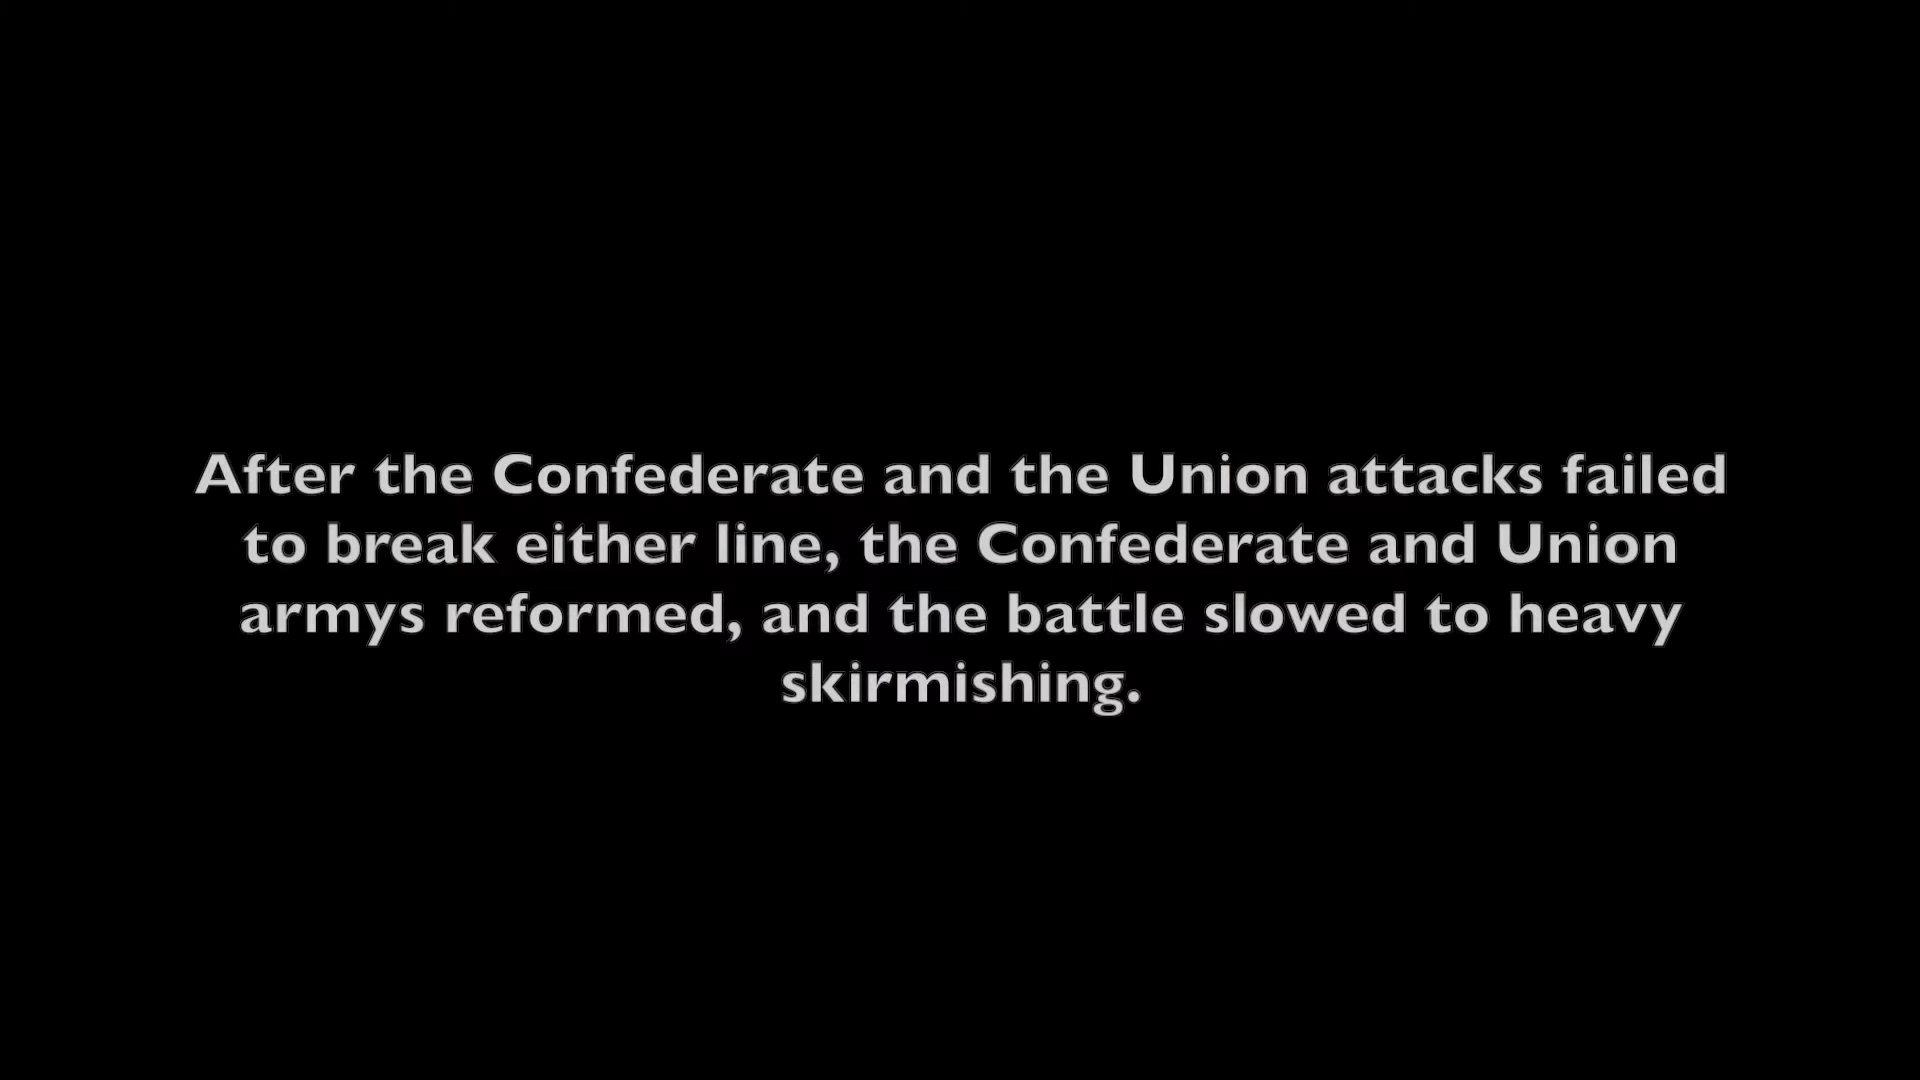 After the Confederate and the Union attacks failed
to break either line, the Confederate and Union
armys reformed, and the battle slowed to heavy
skirmishing.